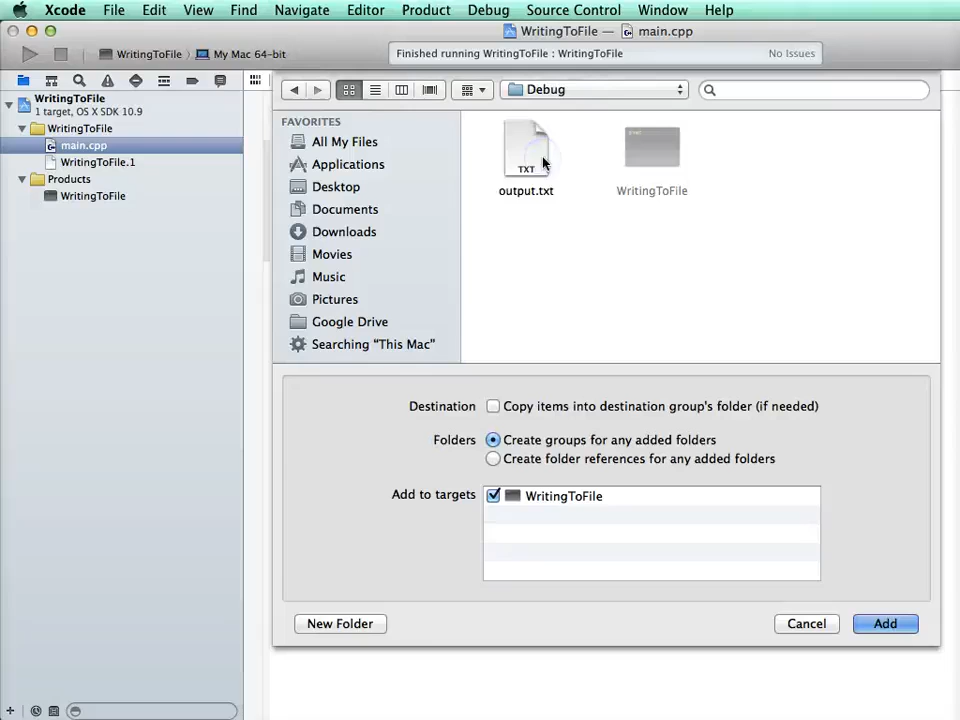 Xcode File Edit View Find Navigate Editor Product Debug Source Control Window Help
WritingToFile — main.cpp
WritingToFile 〉 My Mac 64-bit
Finished running WritingToFile : WritingToFile No Issues
WritingToFile
1 target, OS X SDK 10.9
WritingToFile
main.cpp
WritingToFile.1
Products
WritingToFile
Debug
FAVORITES
All My Files
Applications
Desktop
Documents
Downloads
Movies
Music
Pictures
Google Drive
Searching “This Mac”
TXT
output.txt
WritingToFile
Destination Copy items into destination group's folder (if needed)
Folders Create groups for any added folders
Create folder references for any added folders
Add to targets WritingToFile
New Folder Cancel Add